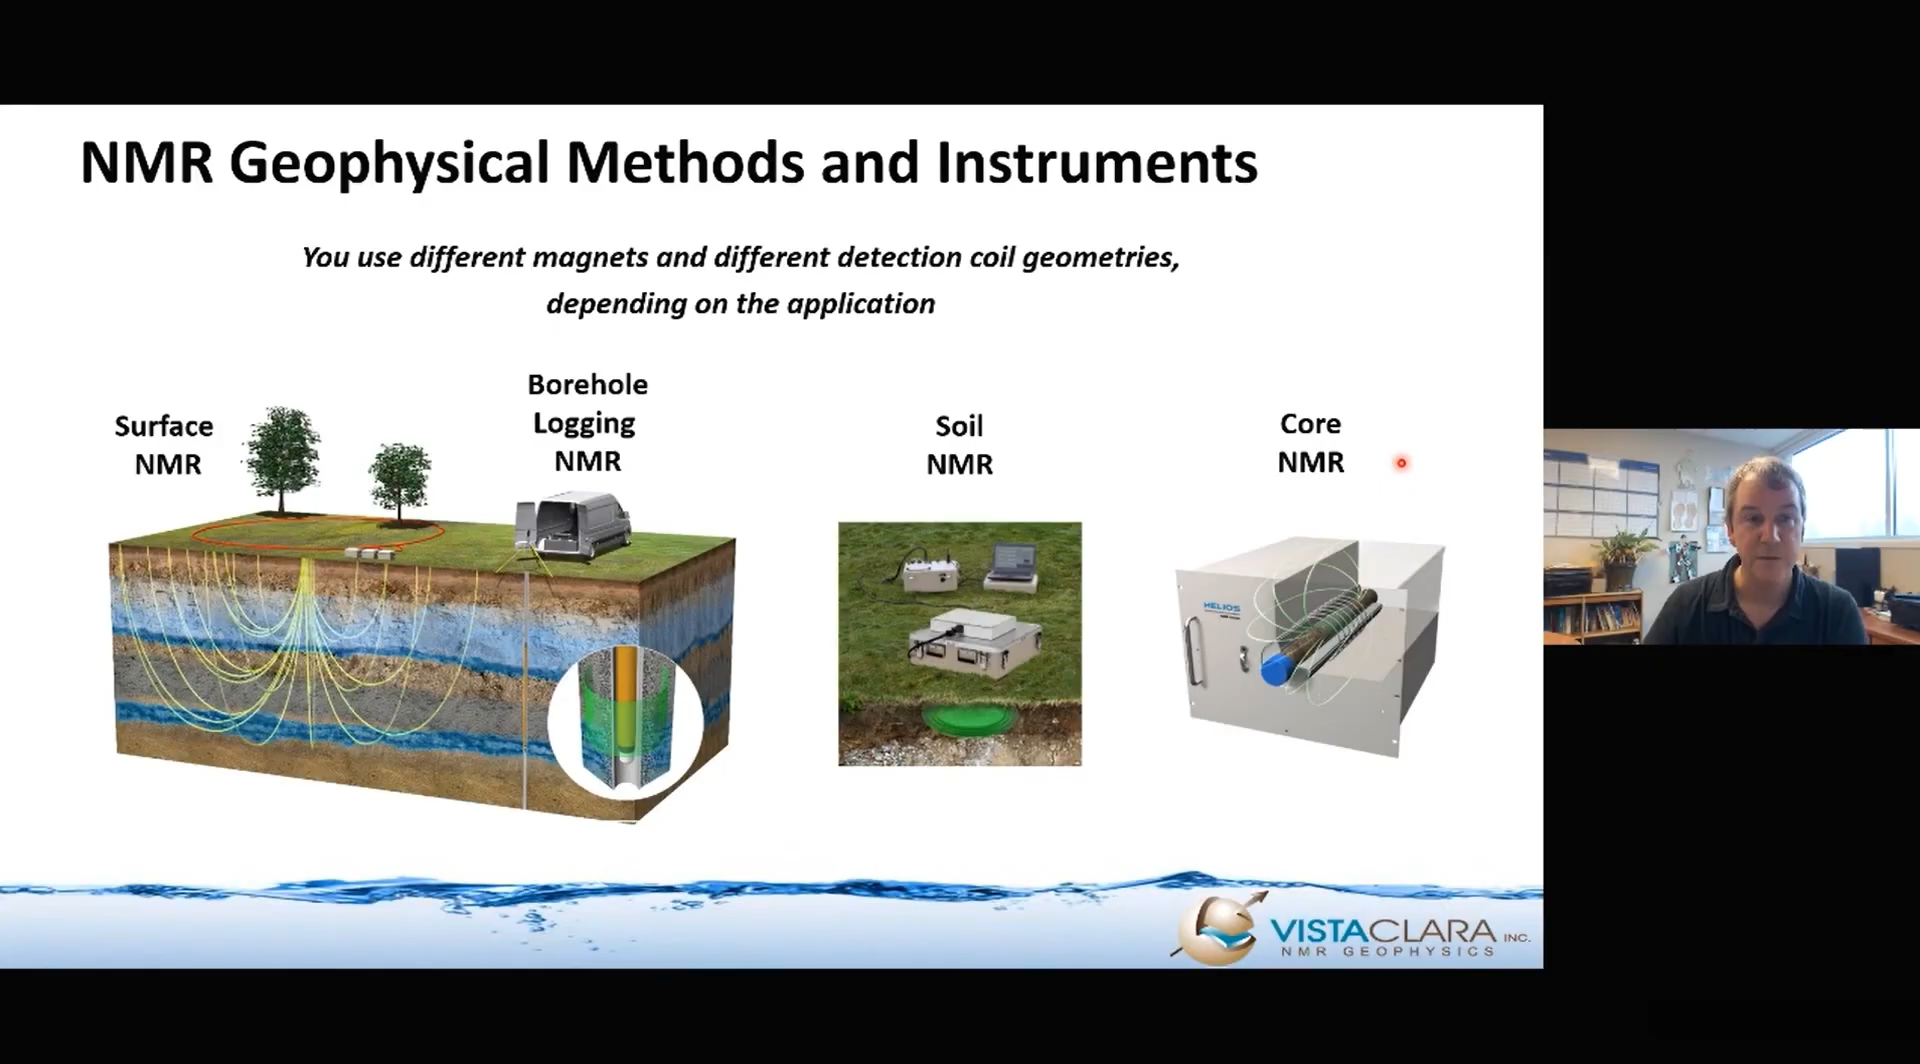 NMR Geophysical Methods and Instruments
You use different magnets and different detection coil geometries,
depending on the application
Surface
NMR
Borehole
Logging
NMR
Soil
NMR
Core
NMR
HELIOS
VISTACLARA INC.
NMR GEOPHYSICS